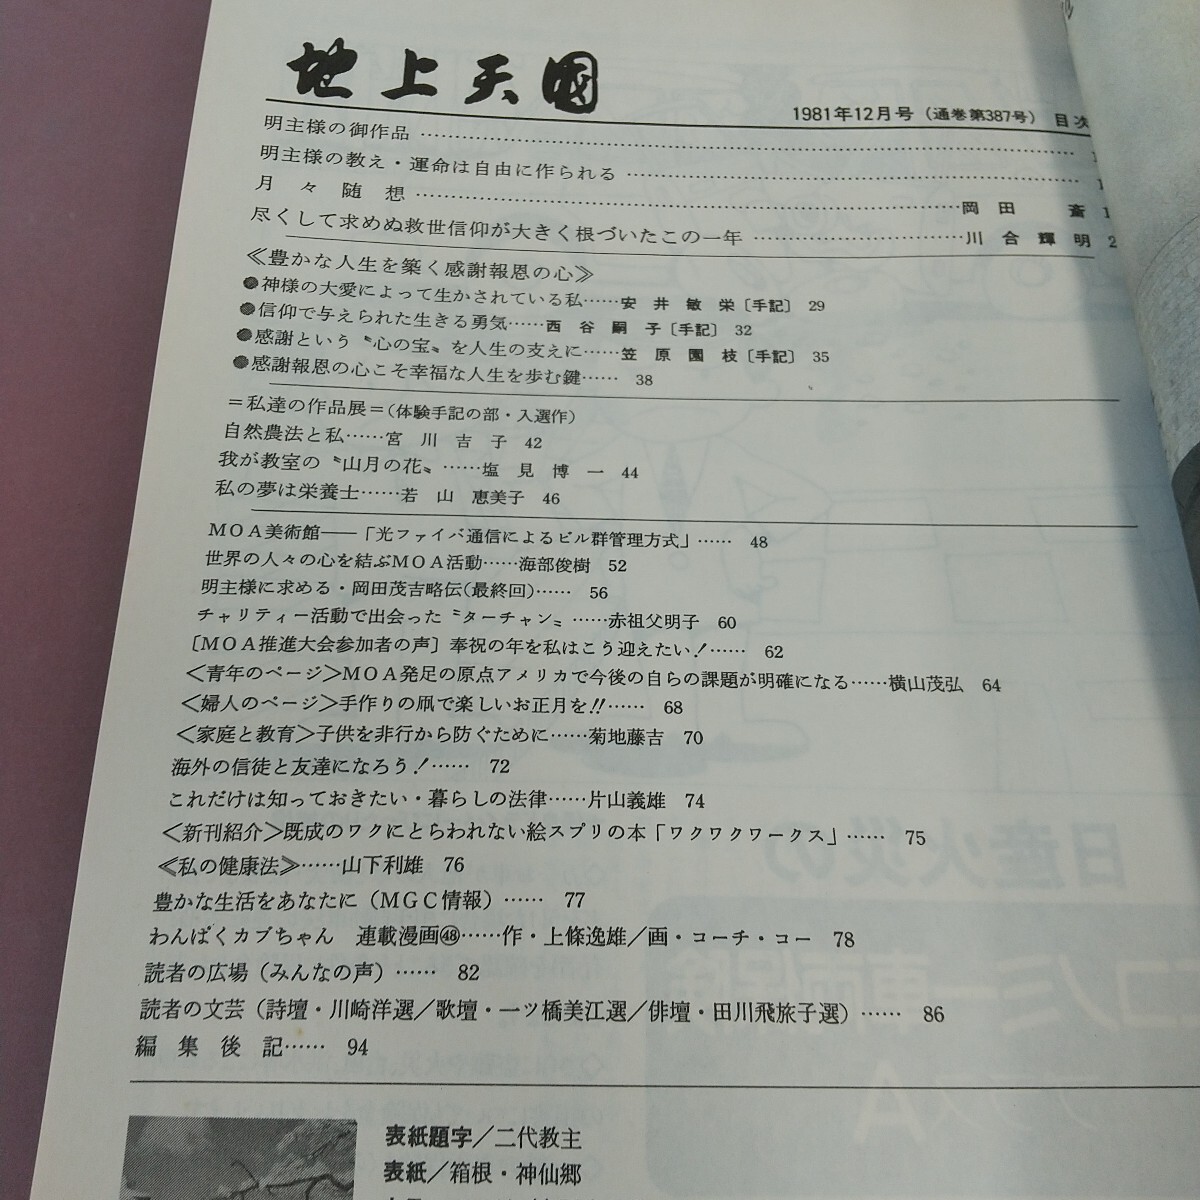 地上天國
1981年12月号（通巻第387号） 目次
明主様の御作品
明主様の教え・運命は自由に作られる
月々随想 岡田 斎
尽くして求めぬ救世信仰が大きく根づいたこの一年 川合輝明
≪豊かな人生を築く感謝報恩の心≫
●神様の大愛によって生かされている私……安井敏栄〔手記〕 29
●信仰で与えられた生きる勇気……西谷嗣子〔手記〕 32
●感謝という〝心の宝〟を人生の支えに……笠原園枝〔手記〕 35
●感謝報恩の心こそ幸福な人生を歩む鍵…… 38
＝私達の作品展＝（体験手記の部・入選作）
自然農法と私……宮川吉子 42
我が教室の〝山月の花〟……塩見博一 44
私の夢は栄養士……若山恵美子 46
MOA美術館――「光ファイバ通信によるビル群管理方式」…… 48
世界の人々の心を結ぶMOA活動……海部俊樹 52
明主様に求める・岡田茂吉略伝（最終回）…… 56
チャリティー活動で出会った〝ターチャン〟……赤祖父明子 60
〔MOA推進大会参加者の声〕奉祝の年を私はこう迎えたい！…… 62
＜青年のページ＞MOA発足の原点アメリカで今後の自らの課題が明確になる……横山茂弘 64
＜婦人のページ＞手作りの凧で楽しいお正月を!!…… 68
＜家庭と教育＞子供を非行から防ぐために……菊地藤吉 70
海外の信徒と友達になろう！…… 72
これだけは知っておきたい・暮らしの法律……片山義雄 74
＜新刊紹介＞既成のワクにとらわれない絵スプリの本「ワクワクワークス」…… 75
≪私の健康法≫……山下利雄 76
豊かな生活をあなたに（MGC情報）…… 77
わんぱくカブちゃん 連載漫画㊽……作・上條逸雄／画・コーチ・コー 78
読者の広場（みんなの声）…… 82
読者の文芸（詩壇・川崎洋選／歌壇・一ツ橋美江選／俳壇・田川飛旅子選）…… 86
編集後記…… 94
表紙題字／二代教主
表紙／箱根・神仙郷